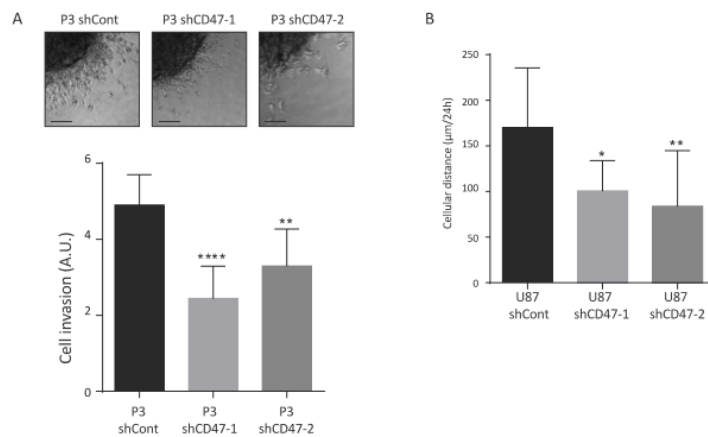 A
P3 shCont
P3 shCD47-1
P3 shCD47-2
Cell invasion (A.U.)
6
4
2
0
****
**
P3
shCont
P3
shCD47-1
P3
shCD47-2
B
Cellular distance (µm/24h)
250
200
150
100
50
0
*
**
U87
shCont
U87
shCD47-1
U87
shCD47-2